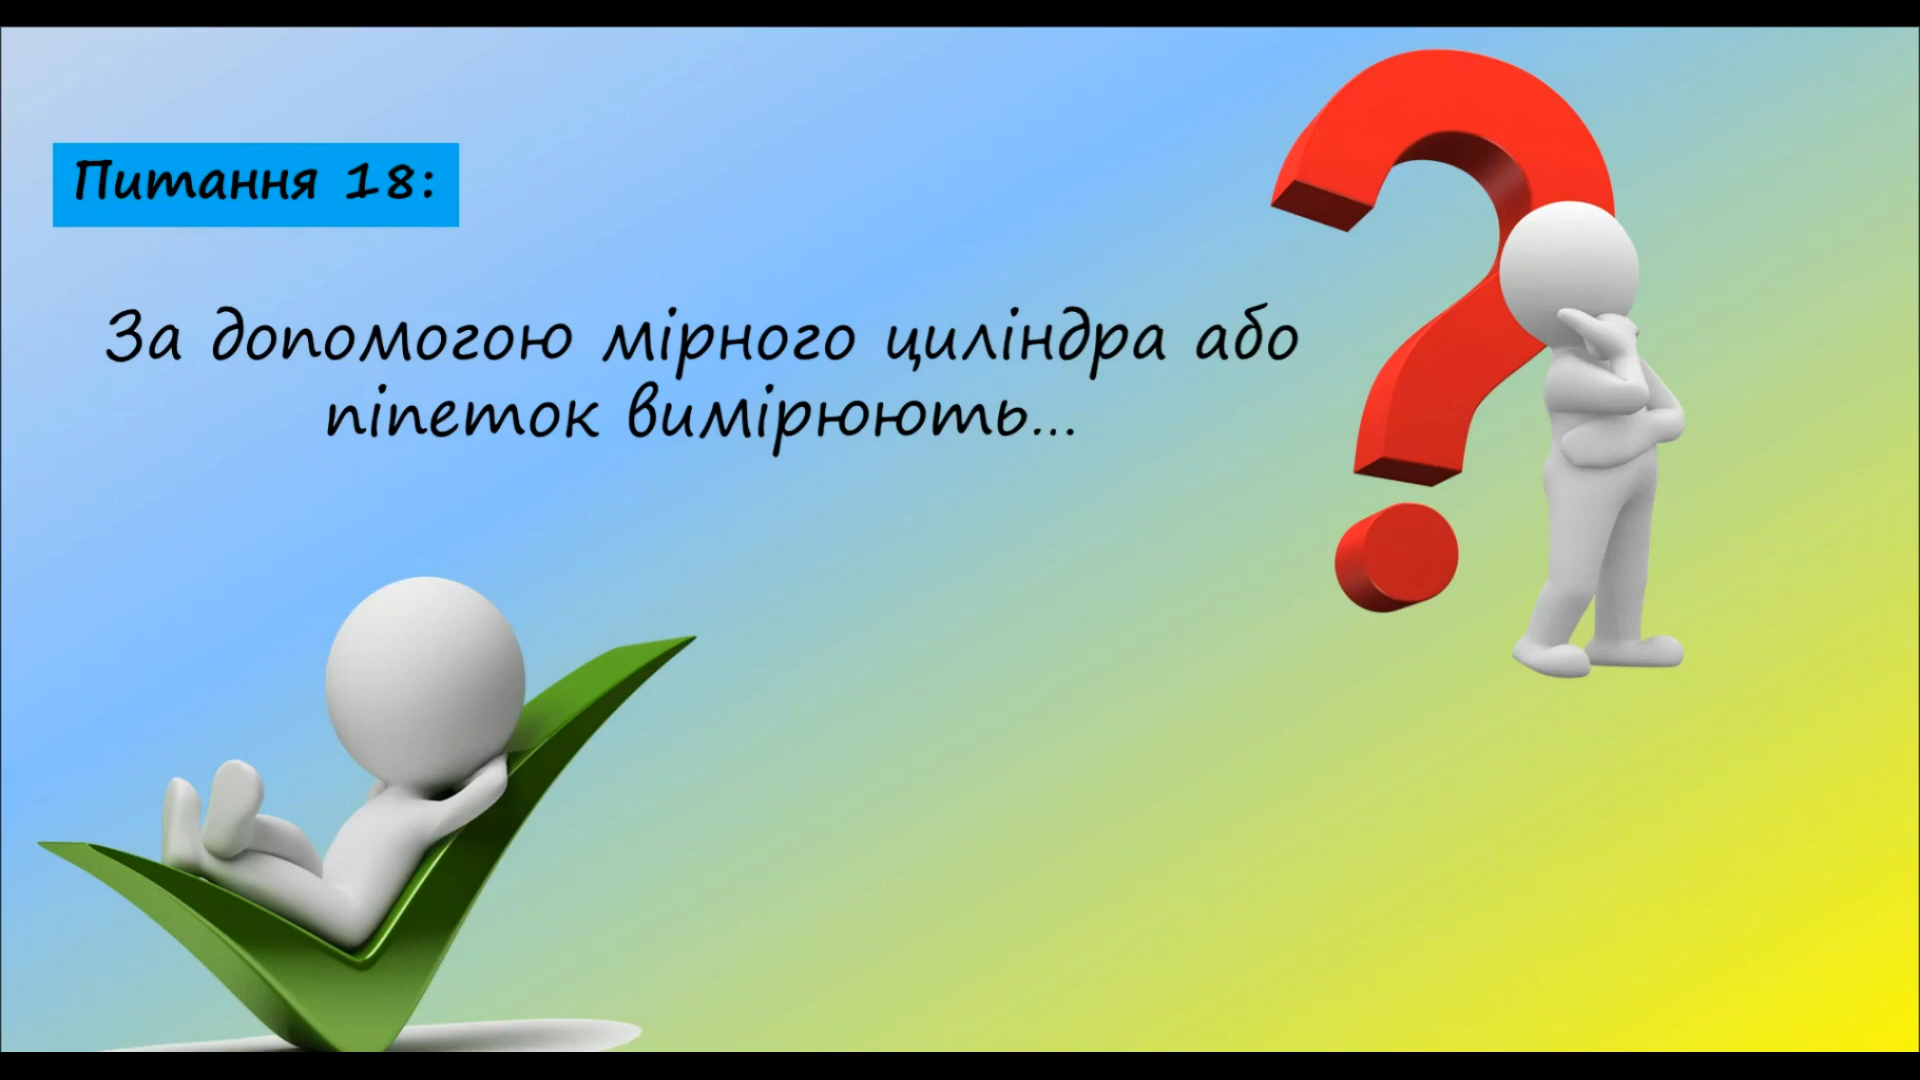 Питання 18:
За допомогою мірного циліндра або
піпеток вимірюють...